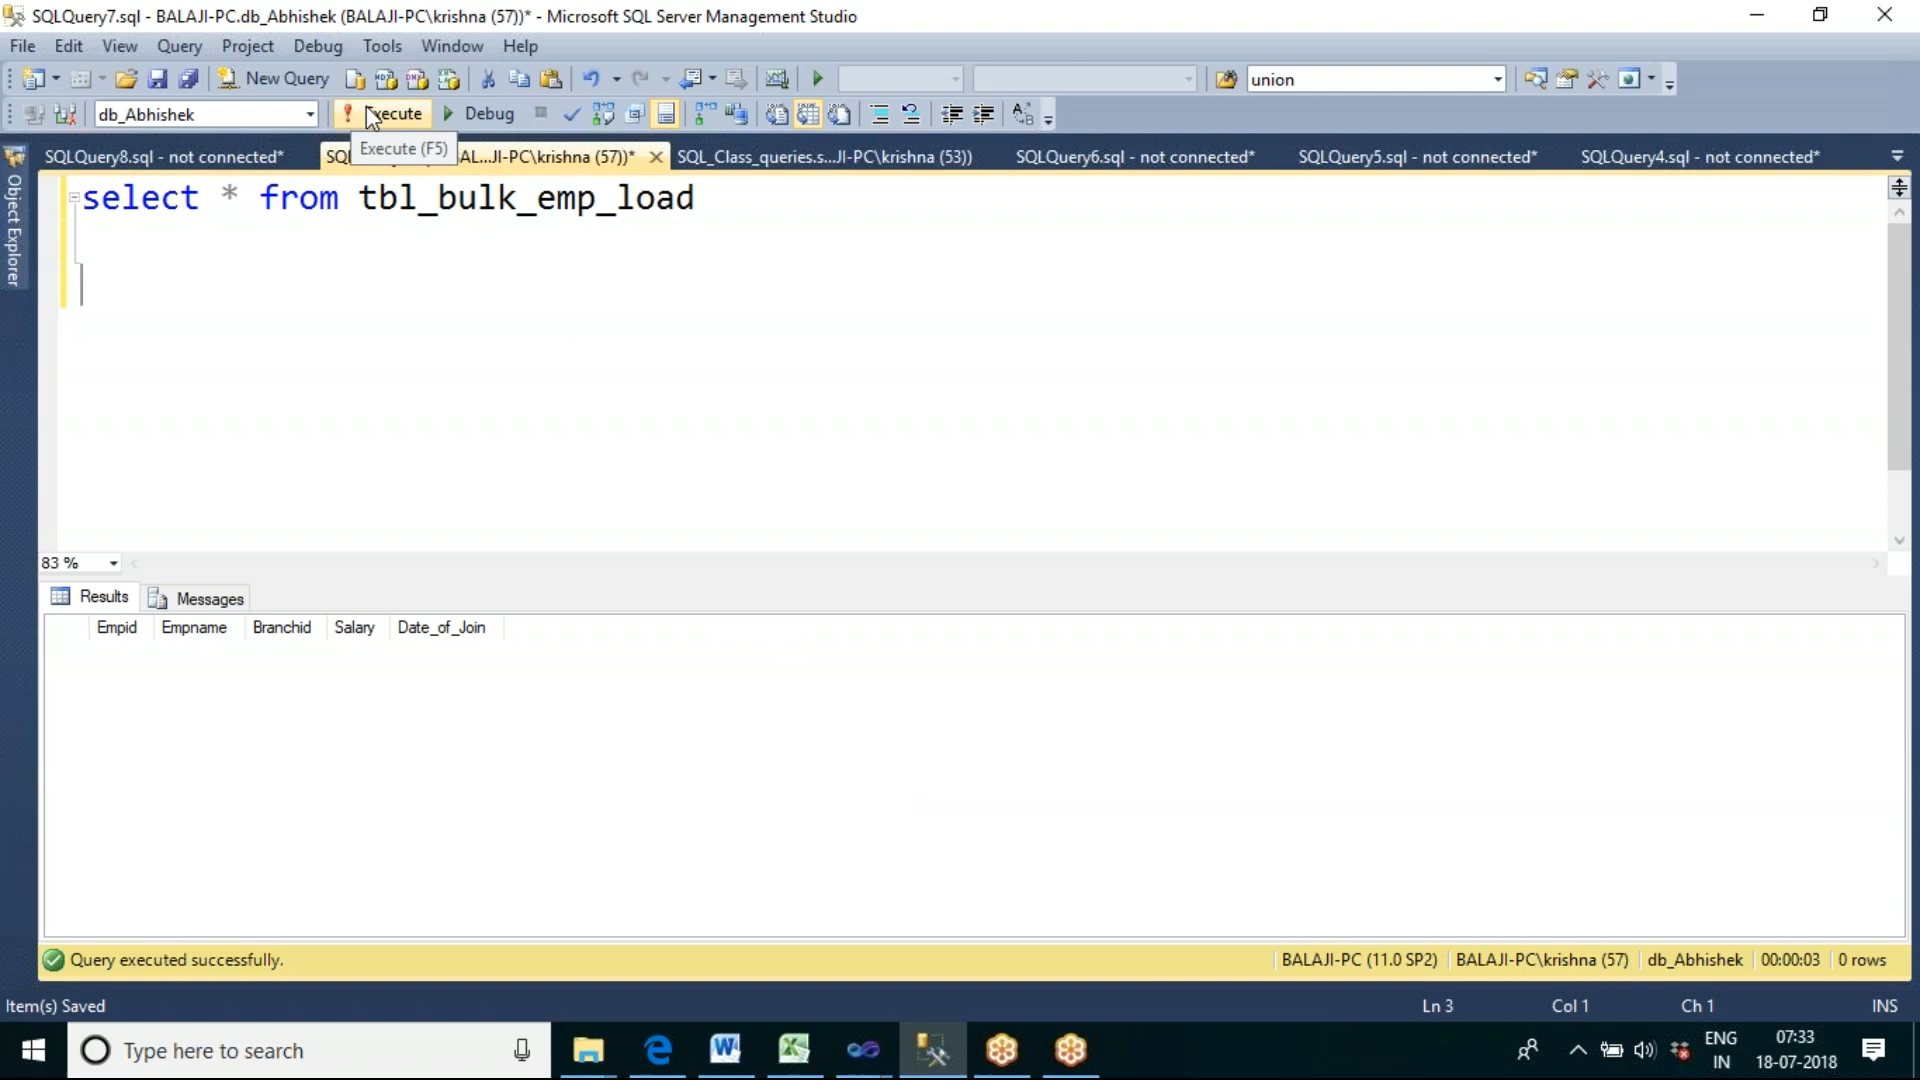 SQLQuery7.sql - BALAJI-PC.db_Abhishek (BALAJI-PC\krishna (57))* - Microsoft SQL Server Management Studio
File Edit View Query Project Debug Tools Window Help
New Query union
db_Abhishek Execute Debug
Execute (F5)
SQLQuery8.sql - not connected* AL...JI-PC\krishna (57))* SQL_Class_queries.s...JI-PC\krishna (53)) SQLQuery6.sql - not connected* SQLQuery5.sql - not connected* SQLQuery4.sql - not connected*
Object Explorer
select * from tbl_bulk_emp_load
83 %
Results Messages
Empid Empname Branchid Salary Date_of_Join
Query executed successfully. BALAJI-PC (11.0 SP2) BALAJI-PC\krishna (57) db_Abhishek 00:00:03 0 rows
Item(s) Saved Ln 3 Col 1 Ch 1 INS
Type here to search
ENG 07:33
IN 18-07-2018